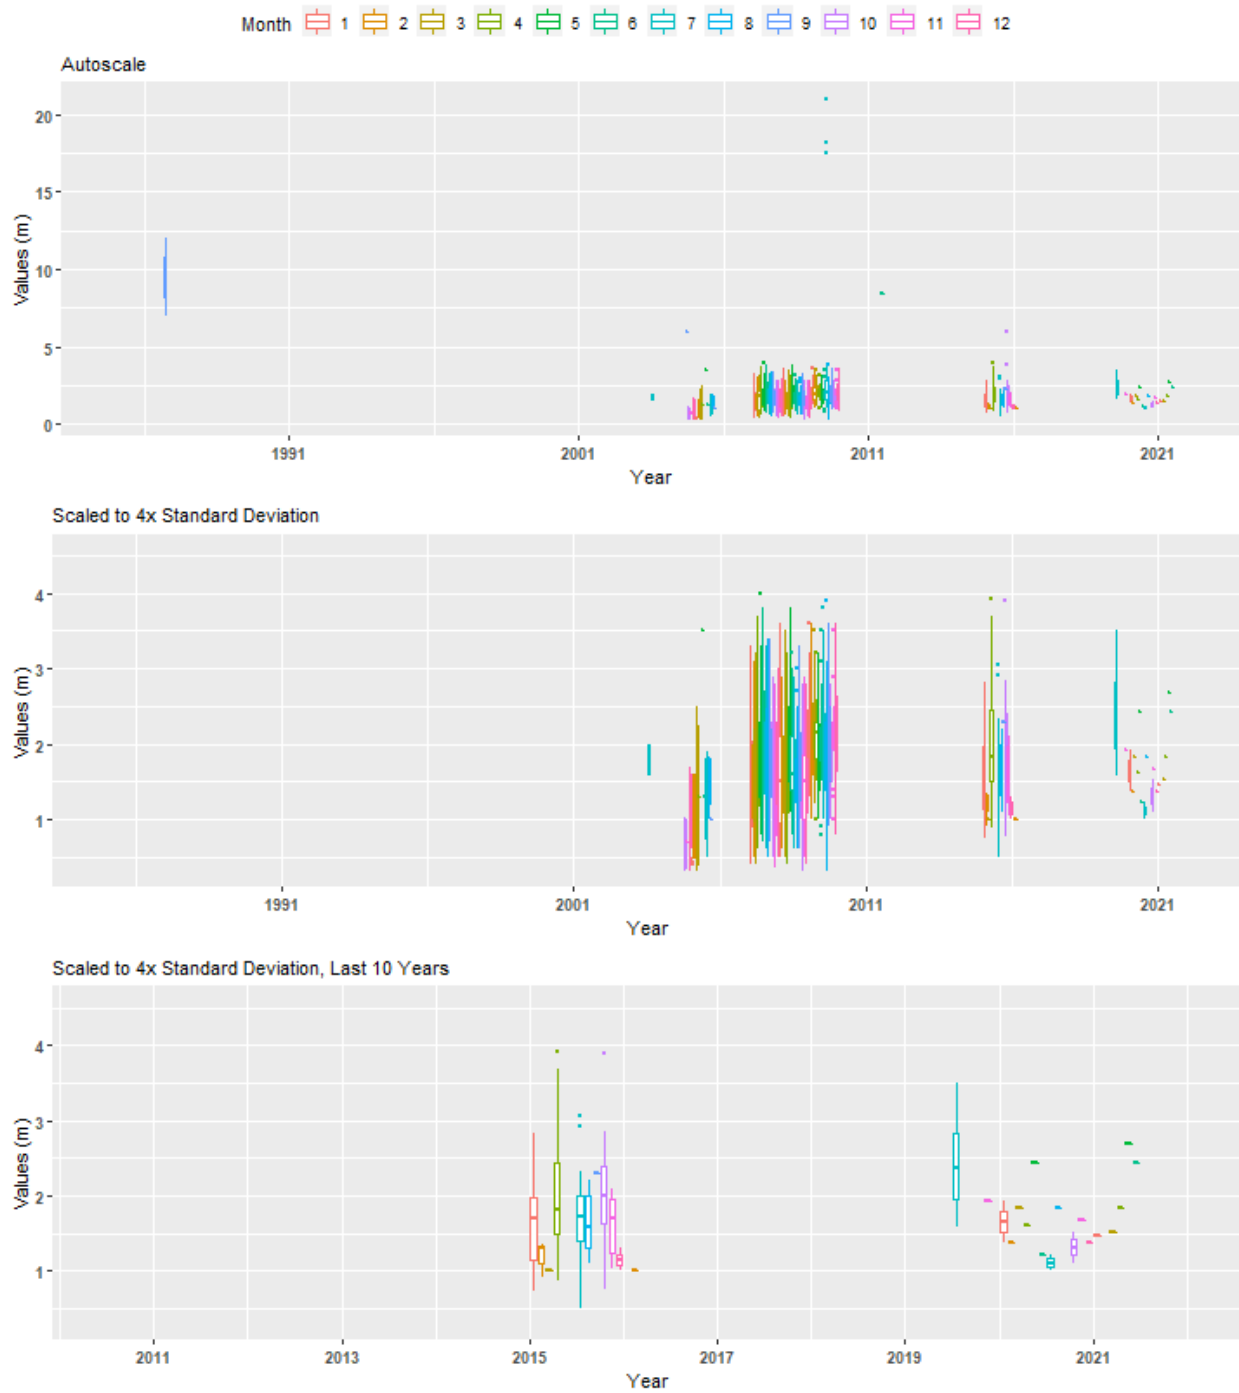 Month 1 2 3 4 5 6 7 8 9 10 11 12
Autoscale
20
15
10
5
0
Values (m)
1991 2001 2011 2021
Year
Scaled to 4x Standard Deviation
4
3
2
1
Values (m)
1991 2001 2011 2021
Year
Scaled to 4x Standard Deviation, Last 10 Years
4
3
2
1
Values (m)
2011 2013 2015 2017 2019 2021
Year